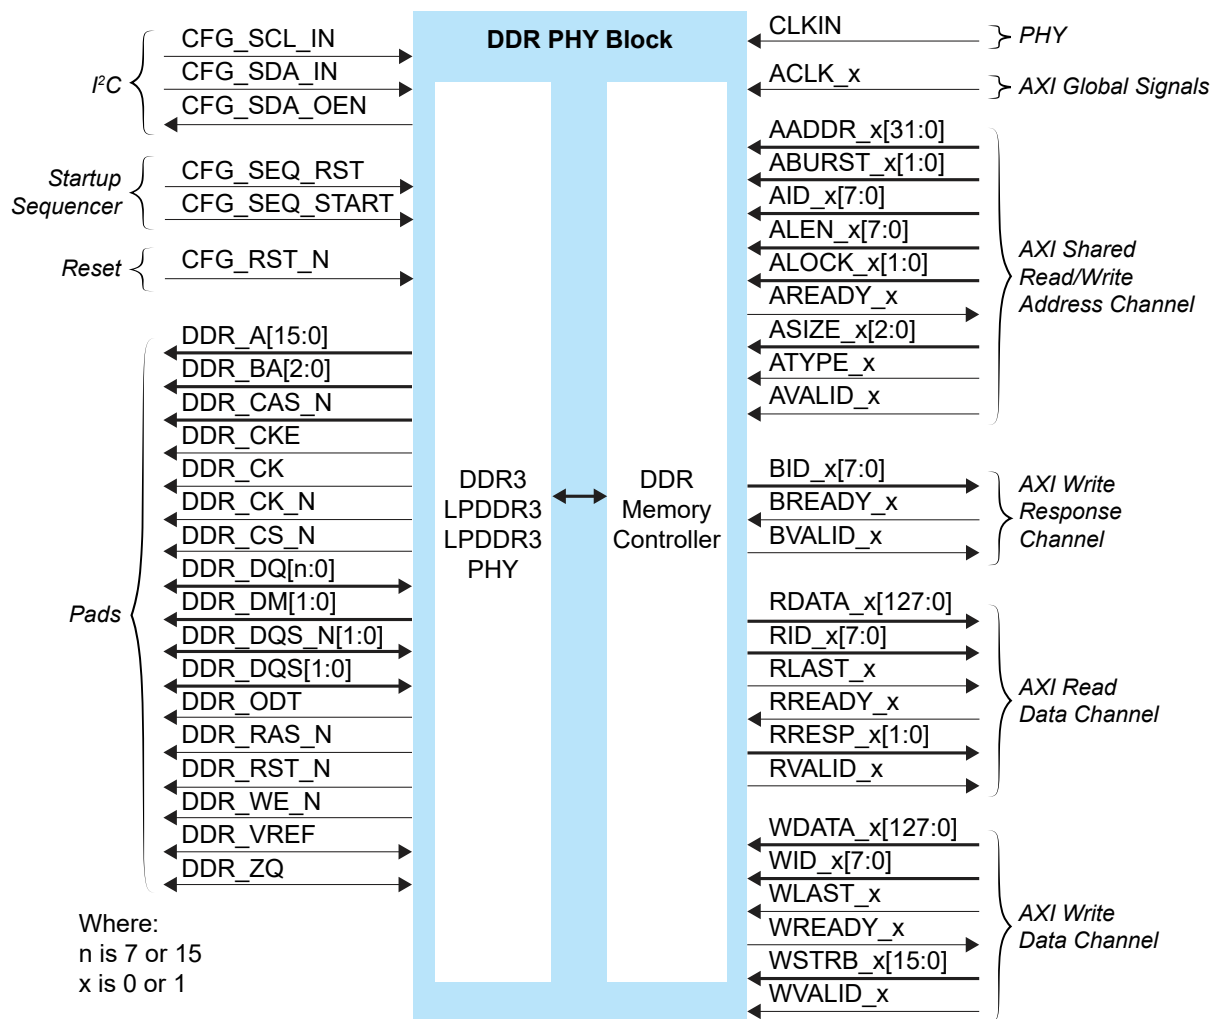 DDR PHY Block
I²C
CFG_SCL_IN
CFG_SDA_IN
CFG_SDA_OEN
Startup
Sequencer
CFG_SEQ_RST
CFG_SEQ_START
Reset
CFG_RST_N
Pads
DDR_A[15:0]
DDR_BA[2:0]
DDR_CAS_N
DDR_CKE
DDR_CK
DDR_CK_N
DDR_CS_N
DDR_DQ[n:0]
DDR_DM[1:0]
DDR_DQS_N[1:0]
DDR_DQS[1:0]
DDR_ODT
DDR_RAS_N
DDR_RST_N
DDR_WE_N
DDR_VREF
DDR_ZQ
Where:
n is 7 or 15
x is 0 or 1
DDR3
LPDDR3
LPDDR3
PHY
DDR
Memory
Controller
CLKIN
PHY
ACLK_x
AXI Global Signals
AADDR_x[31:0]
ABURST_x[1:0]
AID_x[7:0]
ALEN_x[7:0]
ALOCK_x[1:0]
AREADY_x
ASIZE_x[2:0]
ATYPE_x
AVALID_x
AXI Shared
Read/Write
Address Channel
BID_x[7:0]
BREADY_x
BVALID_x
AXI Write
Response
Channel
RDATA_x[127:0]
RID_x[7:0]
RLAST_x
RREADY_x
RRESP_x[1:0]
RVALID_x
AXI Read
Data Channel
WDATA_x[127:0]
WID_x[7:0]
WLAST_x
WREADY_x
WSTRB_x[15:0]
WVALID_x
AXI Write
Data Channel